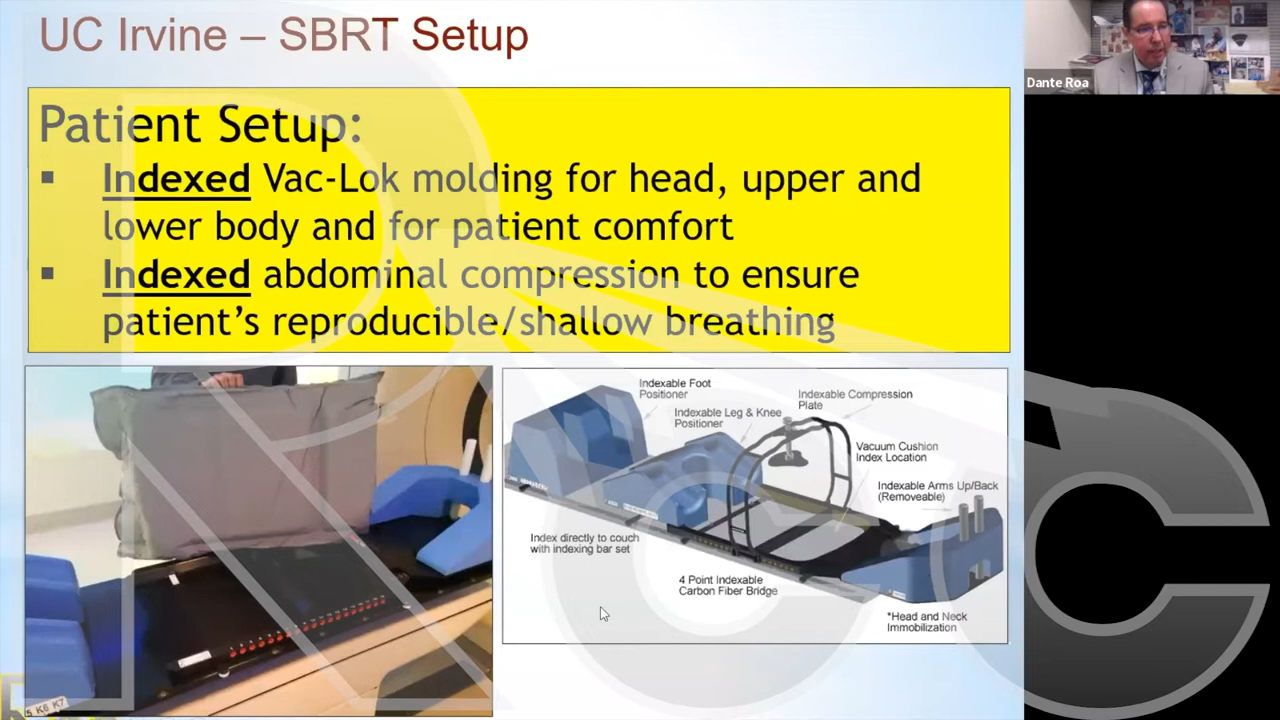 UC Irvine – SBRT Setup
Dante Roa
Patient Setup:
▪ Indexed Vac-Lok molding for head, upper and
lower body and for patient comfort
▪ Indexed abdominal compression to ensure
patient’s reproducible/shallow breathing
Indexable Foot
Positioner
Indexable Leg & Knee
Positioner
Indexable Compression
Plate
Vacuum Cushion
Index Location
Indexable Arms Up/Back
(Removeable)
Index directly to couch
with indexing bar set
4 Point Indexable
Carbon Fiber Bridge
*Head and Neck
Immobilization
K6 K7
RCC